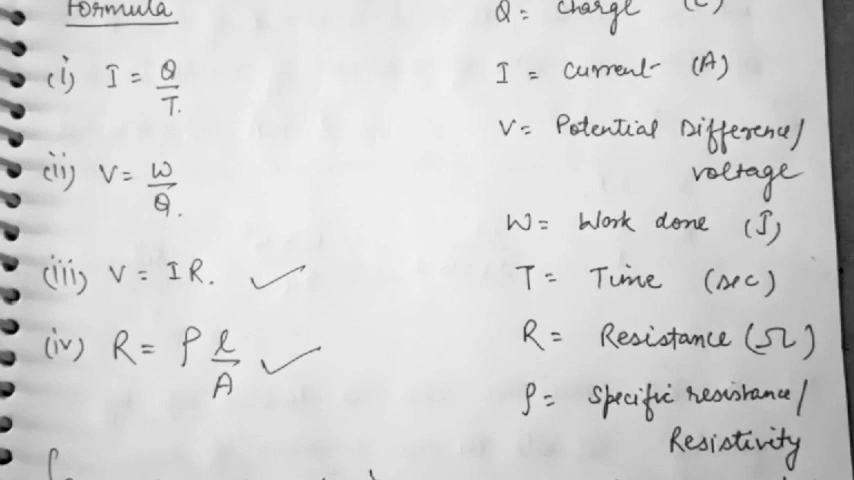 Formula
(i) I = Q/T.
(ii) V = W/Q.
(iii) V = IR.
(iv) R = ρ l/A
Q = Charge (C)
I = Current (A)
V = Potential Difference/
voltage
W = Work done (J)
T = Time (sec)
R = Resistance (Ω)
ρ = Specific resistance/
Resistivity